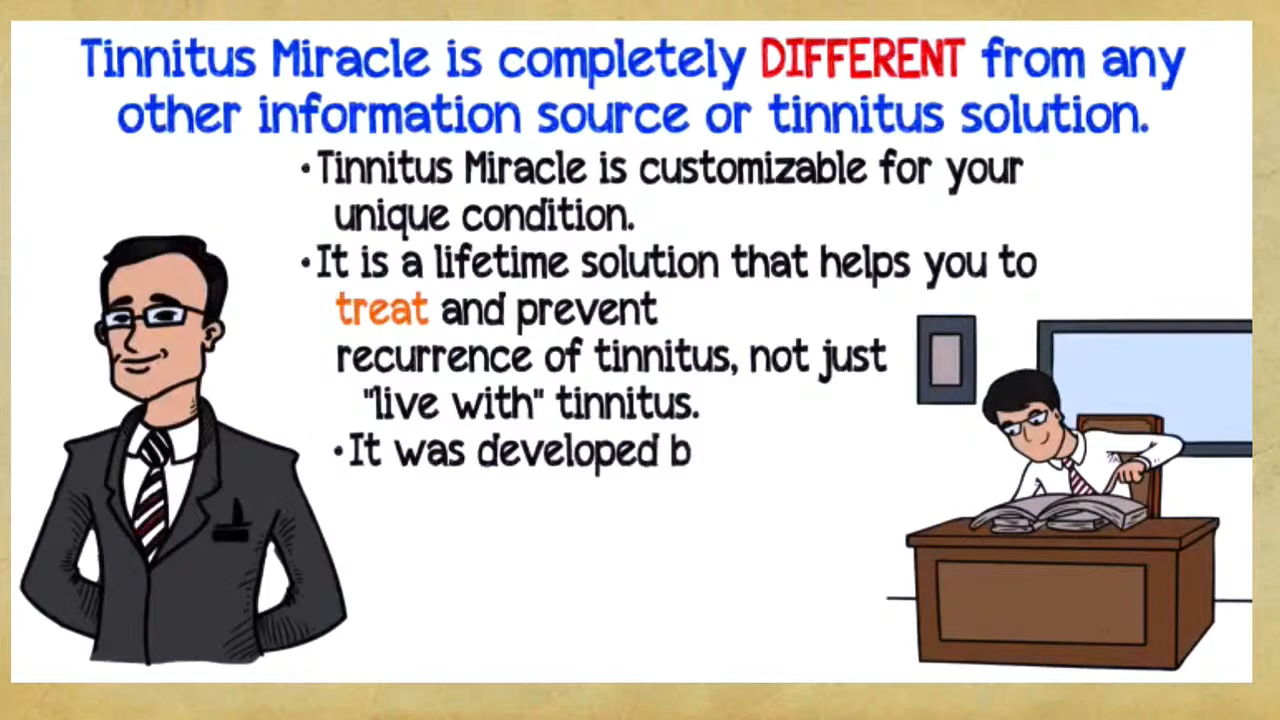 Tinnitus Miracle is completely DIFFERENT from any
other information source or tinnitus solution.
•Tinnitus Miracle is customizable for your
unique condition.
•It is a lifetime solution that helps you to
treat and prevent
recurrence of tinnitus, not just
"live with" tinnitus.
•It was developed b